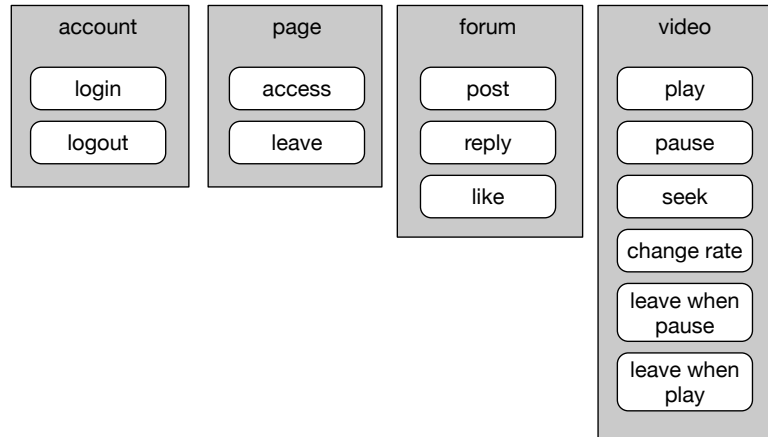 account
login
logout
page
access
leave
forum
post
reply
like
video
play
pause
seek
change rate
leave when
pause
leave when
play